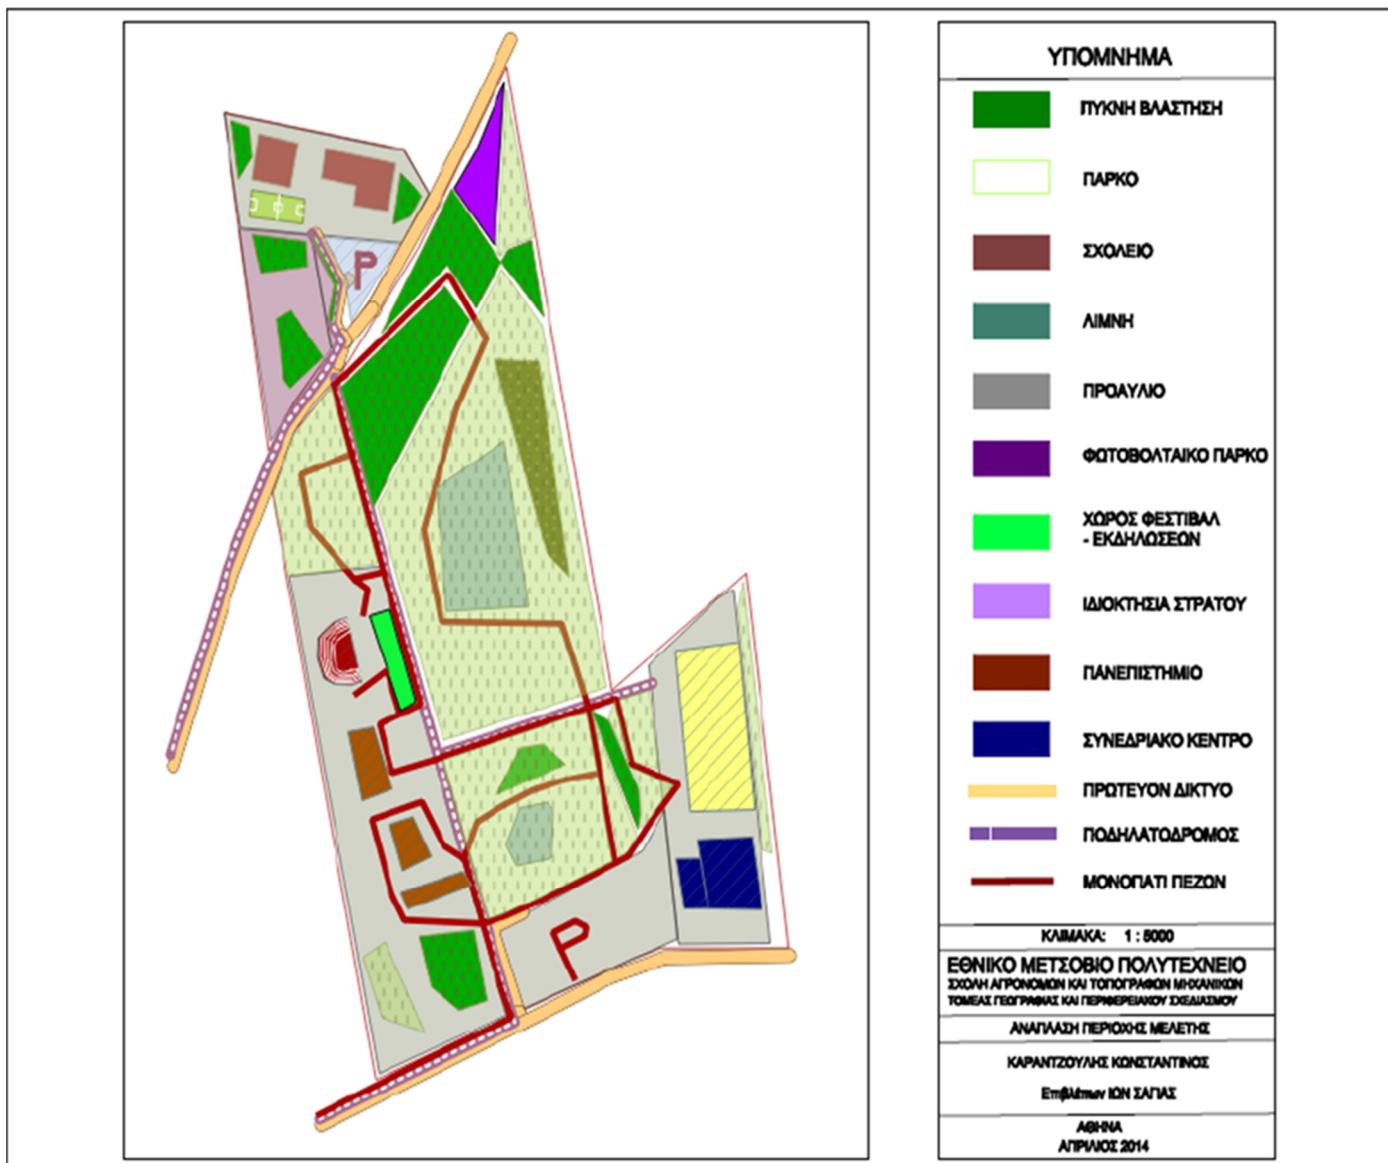 P
P
ΥΠΟΜΝΗΜΑ
ΠΥΚΝΗ ΒΛΑΣΤΗΣΗ
ΠΑΡΚΟ
ΣΧΟΛΕΙΟ
ΛΙΜΝΗ
ΠΡΟΑΥΛΙΟ
ΦΩΤΟΒΟΛΤΑΙΚΟ ΠΑΡΚΟ
ΧΩΡΟΣ ΦΕΣΤΙΒΑΛ
- ΕΚΔΗΛΩΣΕΩΝ
ΙΔΙΟΚΤΗΣΙΑ ΣΤΡΑΤΟΥ
ΠΑΝΕΠΙΣΤΗΜΙΟ
ΣΥΝΕΔΡΙΑΚΟ ΚΕΝΤΡΟ
ΠΡΩΤΕΥΟΝ ΔΙΚΤΥΟ
ΠΟΔΗΛΑΤΟΔΡΟΜΟΣ
ΜΟΝΟΠΑΤΙ ΠΕΖΩΝ
ΚΛΙΜΑΚΑ: 1 : 5000
ΕΘΝΙΚΟ ΜΕΤΣΟΒΙΟ ΠΟΛΥΤΕΧΝΕΙΟ
ΣΧΟΛΗ ΑΓΡΟΝΟΜΩΝ ΚΑΙ ΤΟΠΟΓΡΑΦΩΝ ΜΗΧΑΝΙΚΩΝ
ΤΟΜΕΑΣ ΓΕΩΓΡΑΦΙΑΣ ΚΑΙ ΠΕΡΙΦΕΡΕΙΑΚΟΥ ΣΧΕΔΙΑΣΜΟΥ
ΑΝΑΠΛΑΣΗ ΠΕΡΙΟΧΗΣ ΜΕΛΕΤΗΣ
ΚΑΡΑΝΤΖΟΥΛΗΣ ΚΩΝΣΤΑΝΤΙΝΟΣ
Επιβλέπων ΙΩΝ ΣΑΓΙΑΣ
ΑΘΗΝΑ
ΑΠΡΙΛΙΟΣ 2014